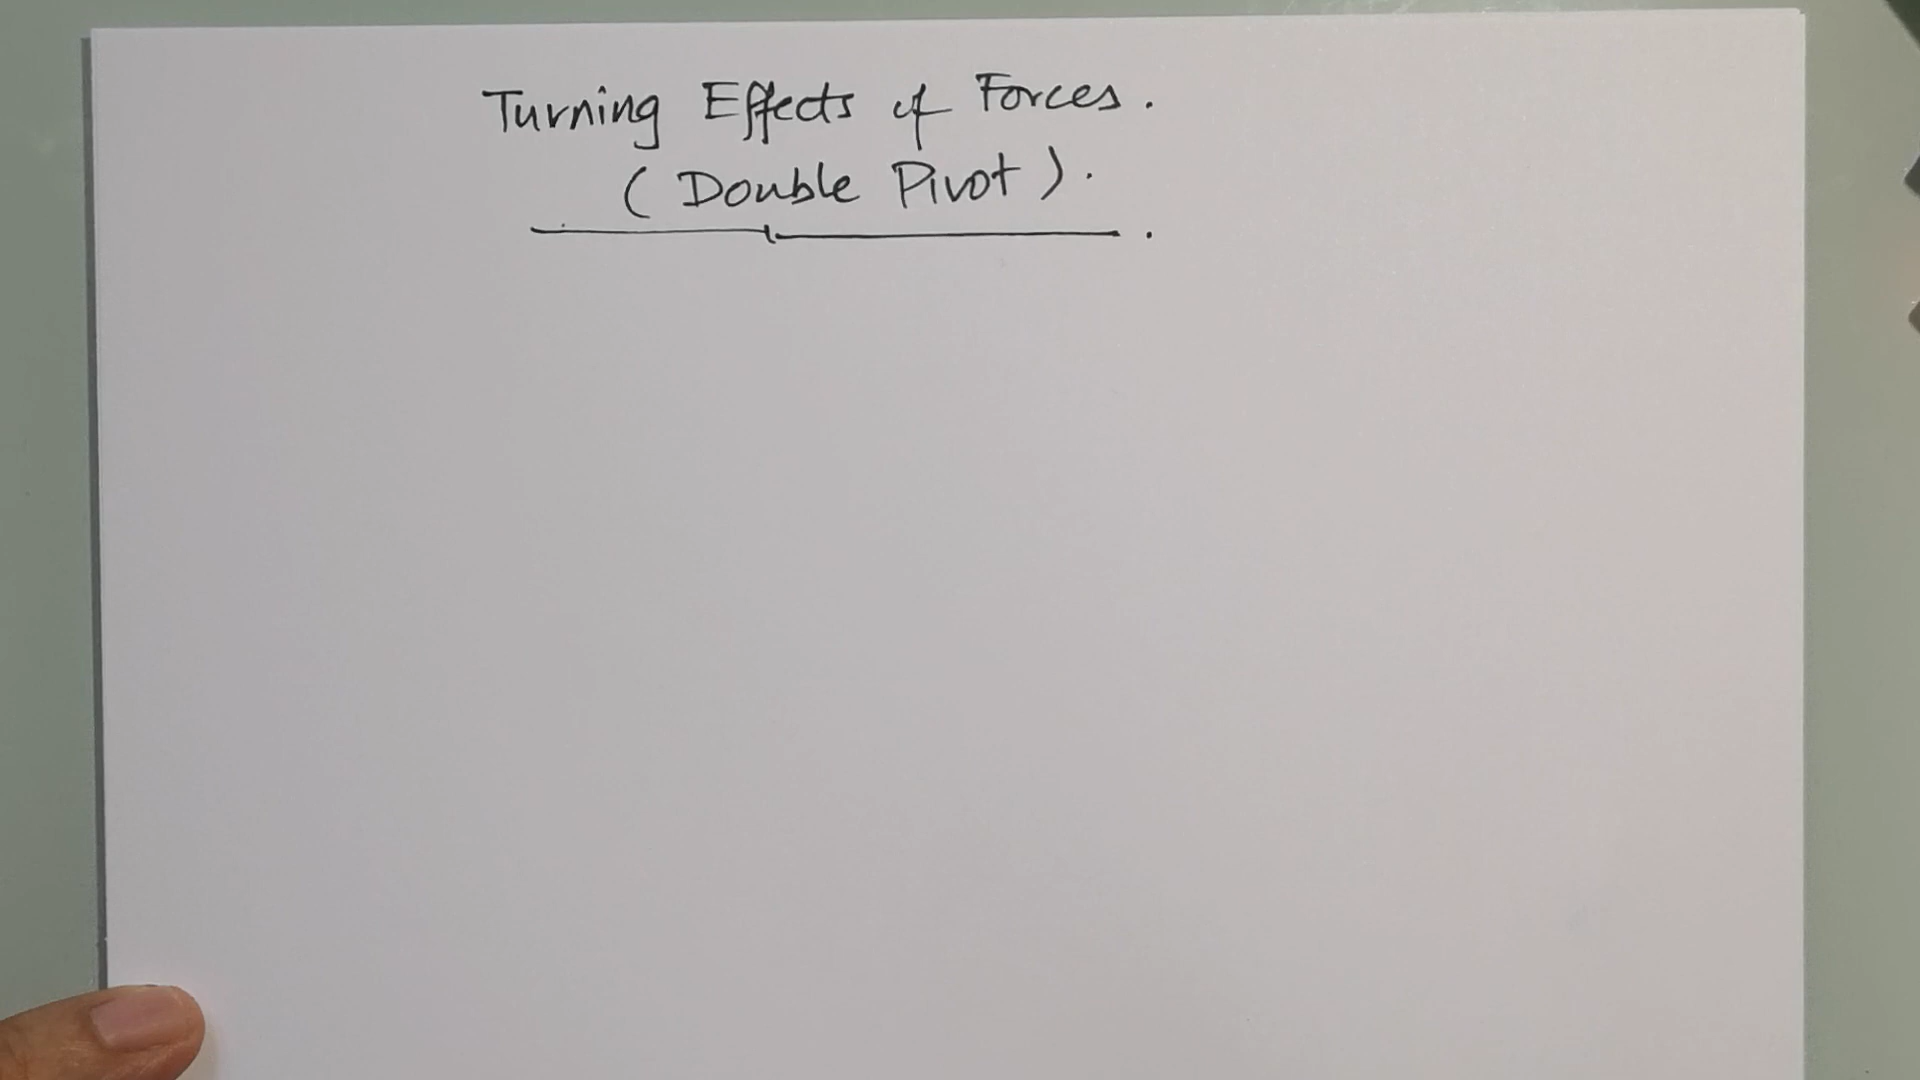 Turning Effects of Forces.
(Double Pivot).